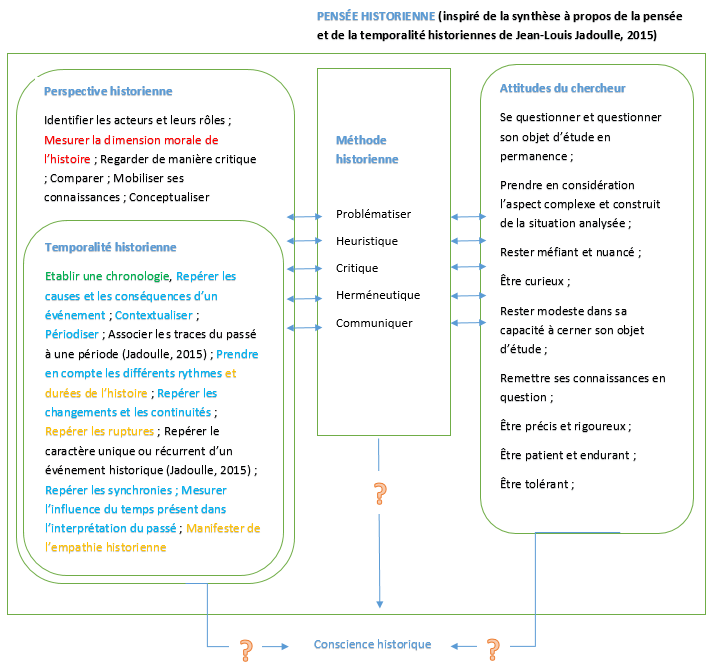 PENSÉE HISTORIENNE (inspiré de la synthèse à propos de la pensée
et de la temporalité historiennes de Jean-Louis Jadoulle, 2015)
Perspective historienne
Identifier les acteurs et leurs rôles ;
Mesurer la dimension morale de
l'histoire ; Regarder de manière critique
; Comparer ; Mobiliser ses
connaissances ; Conceptualiser
Temporalité historienne
Etablir une chronologie, Repérer les
causes et les conséquences d'un
événement ; Contextualiser ;
Périodiser ; Associer les traces du passé
à une période (Jadoulle, 2015) ; Prendre
en compte les différents rythmes et
durées de l'histoire ; Repérer les
changements et les continuités ;
Repérer les ruptures ; Repérer le
caractère unique ou récurrent d'un
événement historique (Jadoulle, 2015) ;
Repérer les synchronies ; Mesurer
l'influence du temps présent dans
l'interprétation du passé ; Manifester de
l'empathie historienne
Méthode
historienne
Problématiser
Heuristique
Critique
Herméneutique
Communiquer
Attitudes du chercheur
Se questionner et questionner
son objet d'étude en
permanence ;
Prendre en considération
l'aspect complexe et construit
de la situation analysée ;
Rester méfiant et nuancé ;
Être curieux ;
Rester modeste dans sa
capacité à cerner son objet
d'étude ;
Remettre ses connaissances en
question ;
Être précis et rigoureux ;
Être patient et endurant ;
Être tolérant ;
?
? Conscience historique ?